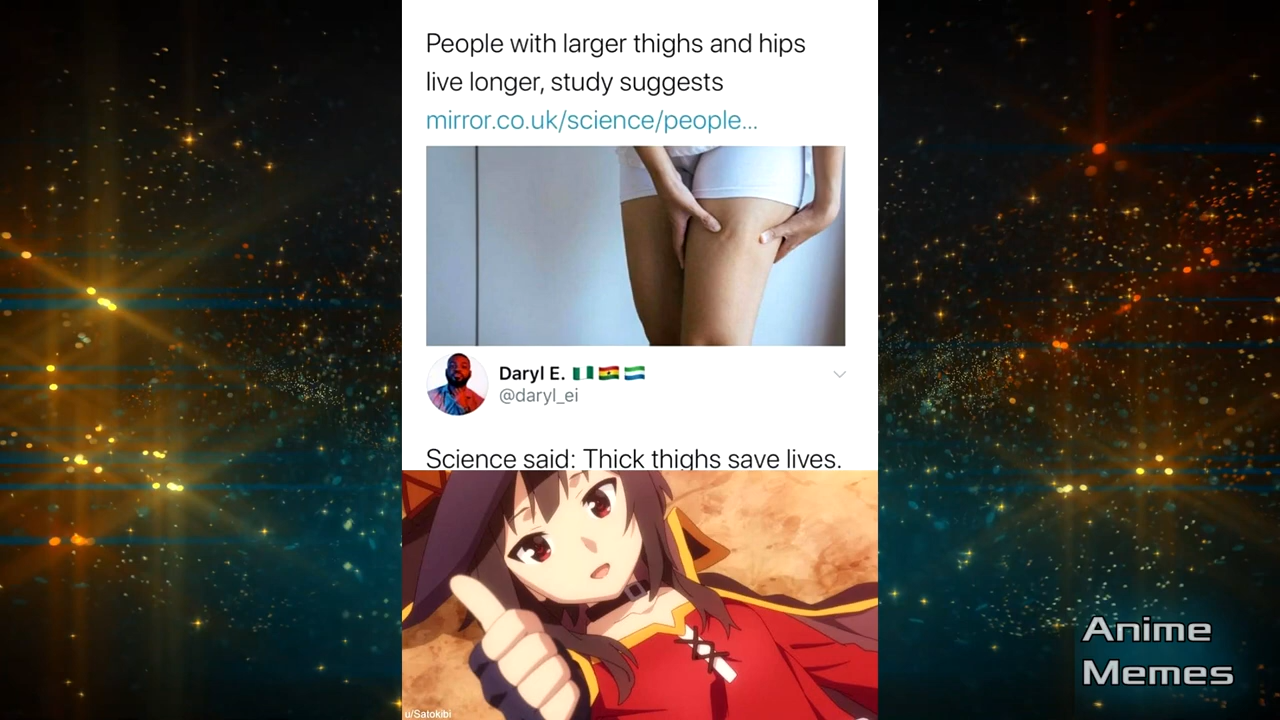 People with larger thighs and hips
live longer, study suggests
mirror.co.uk/science/people...
Daryl E. 🇳🇬🇬🇭🇸🇱
@daryl_ei
Science said: Thick thighs save lives.
u/Satokibi
Anime
Memes